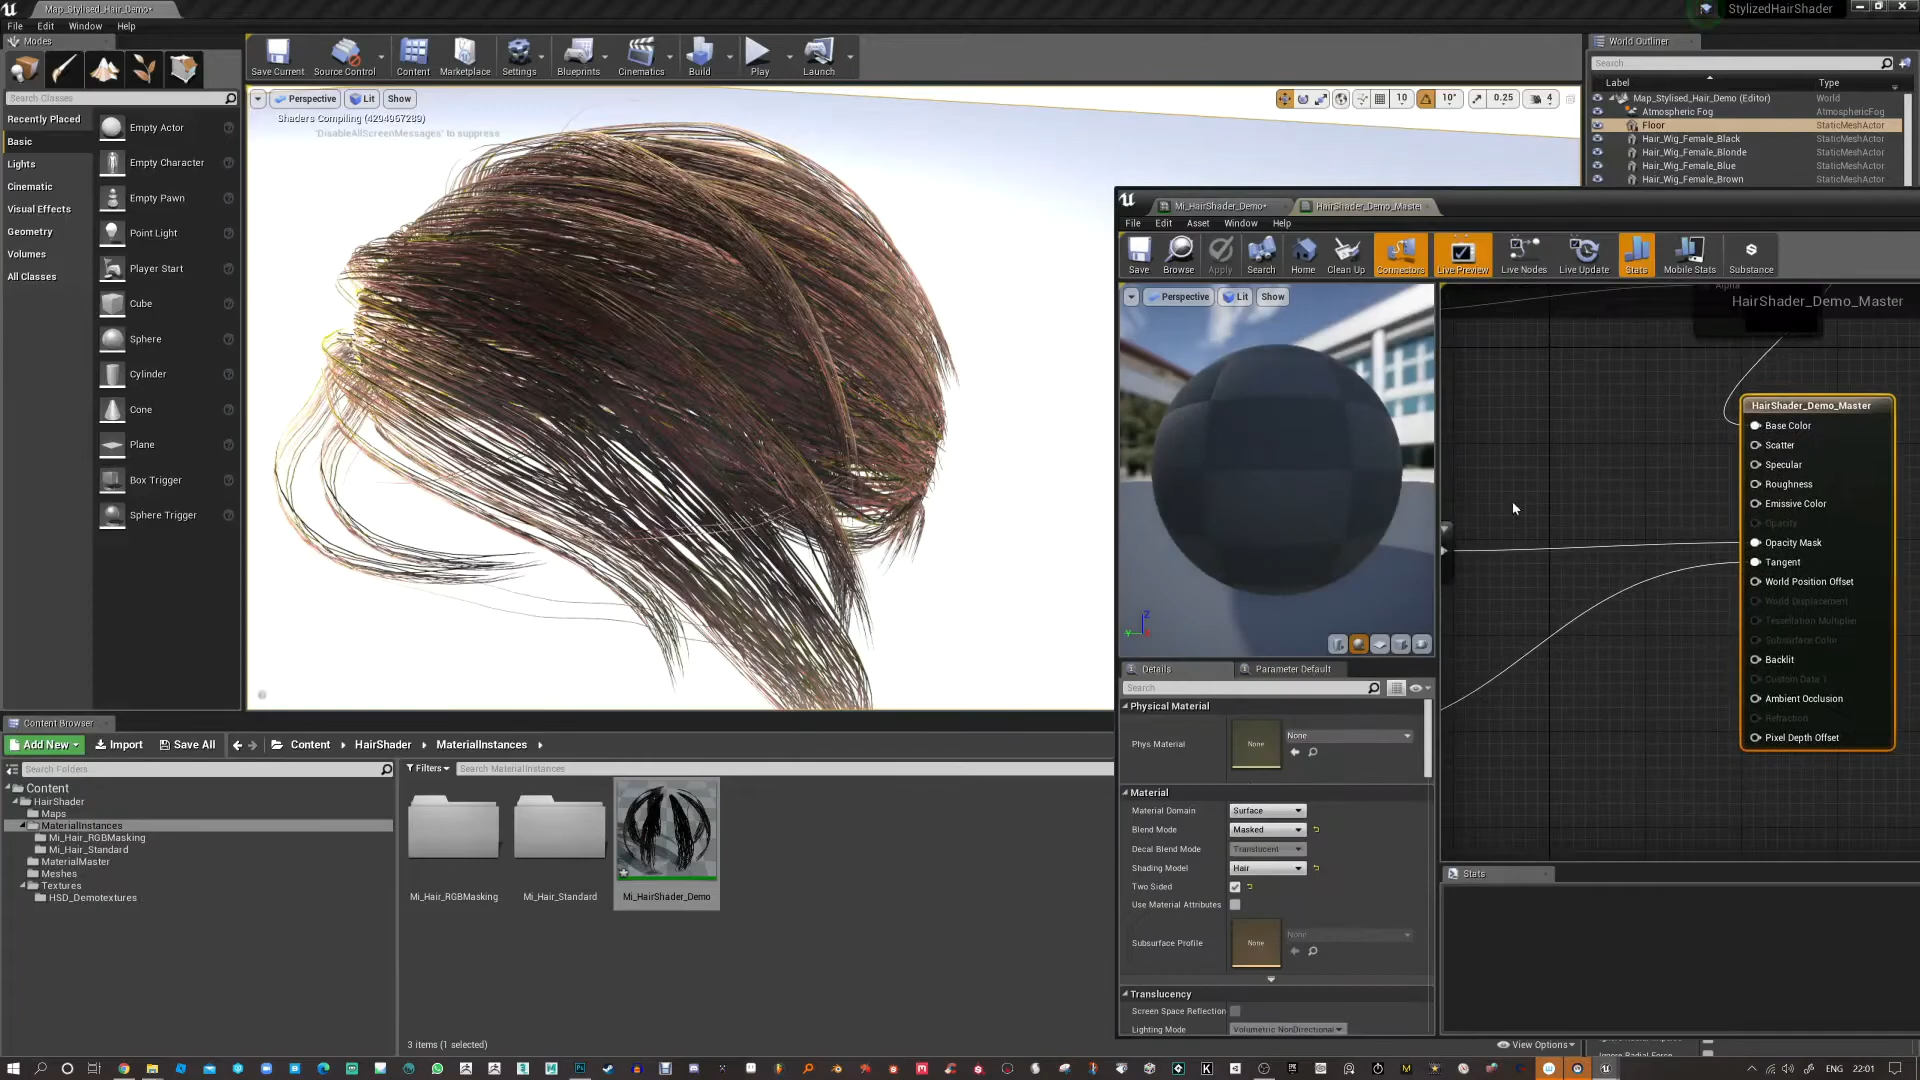 Map_Stylised_Hair_Demo*
StylizedHairShader
File Edit Window Help
Modes
World Outliner
Save Current Source Control Content Marketplace Settings Blueprints Cinematics Build Play Launch
Search Classes
Search...
Label Type
Perspective Lit Show
10 10° 0.25 4
Shaders Compiling (4294967289)
'DisableAllScreenMessages' to suppress
Recently Placed
Basic
Lights
Cinematic
Visual Effects
Geometry
Volumes
All Classes
Empty Actor
Empty Character
Empty Pawn
Point Light
Player Start
Cube
Sphere
Cylinder
Cone
Plane
Box Trigger
Sphere Trigger
Map_Stylised_Hair_Demo (Editor) World
Atmospheric Fog AtmosphericFog
Floor StaticMeshActor
Hair_Wig_Female_Black StaticMeshActor
Hair_Wig_Female_Blonde StaticMeshActor
Hair_Wig_Female_Blue StaticMeshActor
Hair_Wig_Female_Brown StaticMeshActor
Mi_HairShader_Demo*
HairShader_Demo_Master
File Edit Asset Window Help
Save Browse Apply Search Home Clean Up Connectors Live Preview Live Nodes Live Update Stats Mobile Stats Substance
Perspective Lit Show
Alpha
HairShader_Demo_Master
HairShader_Demo_Master
Base Color
Scatter
Specular
Roughness
Emissive Color
Opacity
Opacity Mask
Tangent
World Position Offset
World Displacement
Tessellation Multiplier
Subsurface Color
Backlit
Custom Data 1
Ambient Occlusion
Refraction
Pixel Depth Offset
Z
Y
Details
Parameter Default
Search
Physical Material
Phys Material
None
None
Material
Material Domain Surface
Blend Mode Masked
Decal Blend Mode Translucent
Shading Model Hair
Two Sided
Use Material Attributes
Subsurface Profile
None
None
Translucency
Screen Space Reflection
Lighting Mode Volumetric NonDirectional
Stats
Content Browser
Add New Import Save All Content HairShader MaterialInstances
Search Folders
Filters
Search MaterialInstances
Content
HairShader
Maps
MaterialInstances
Mi_Hair_RGBMasking
Mi_Hair_Standard
MaterialMaster
Meshes
Textures
HSD_Demotextures
Mi_Hair_RGBMasking
Mi_Hair_Standard
Mi_HairShader_Demo
3 items (1 selected)
View Options
ENG 22:01